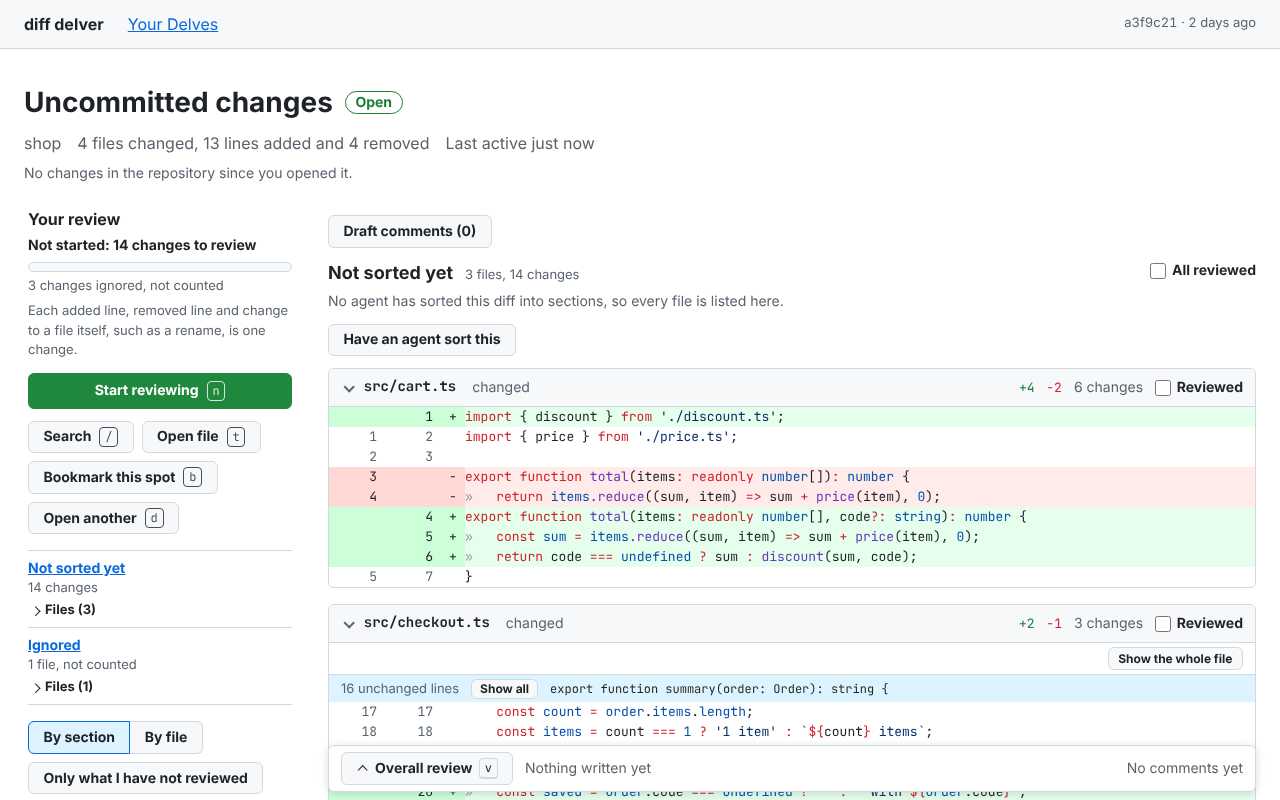 diff delver Your Delves a3f9c21 · 2 days ago
Uncommitted changes Open
shop 4 files changed, 13 lines added and 4 removed Last active just now
No changes in the repository since you opened it.
Your review
Not started: 14 changes to review
3 changes ignored, not counted
Each added line, removed line and change
to a file itself, such as a rename, is one
change.
Start reviewing n
Search / Open file t
Bookmark this spot b
Open another d
Not sorted yet
14 changes
Files (3)
Ignored
1 file, not counted
Files (1)
By section By file
Only what I have not reviewed
Draft comments (0)
Not sorted yet 3 files, 14 changes All reviewed
No agent has sorted this diff into sections, so every file is listed here.
Have an agent sort this
src/cart.ts changed +4 -2 6 changes Reviewed
1 + import { discount } from './discount.ts';
1 2 import { price } from './price.ts';
2 3
3 - export function total(items: readonly number[]): number {
4 - » return items.reduce((sum, item) => sum + price(item), 0);
4 + export function total(items: readonly number[], code?: string): number {
5 + » const sum = items.reduce((sum, item) => sum + price(item), 0);
6 + » return code === undefined ? sum : discount(sum, code);
5 7 }
src/checkout.ts changed +2 -1 3 changes Reviewed
Show the whole file
16 unchanged lines Show all export function summary(order: Order): string {
17 17 const count = order.items.length;
18 18 const items = count === 1 ? '1 item' : `${count} items`;
Overall review v Nothing written yet No comments yet